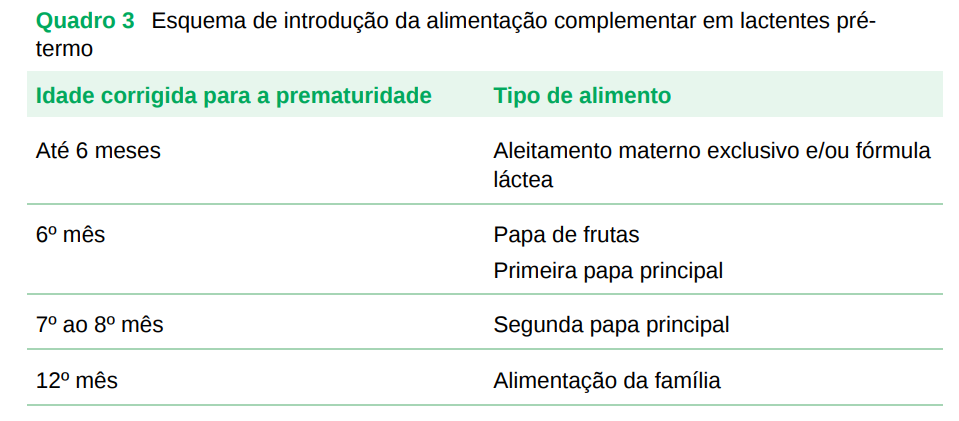 Quadro 3 Esquema de introdução da alimentação complementar em lactentes pré-
termo
Idade corrigida para a prematuridade Tipo de alimento
Até 6 meses Aleitamento materno exclusivo e/ou fórmula
láctea
6º mês Papa de frutas
Primeira papa principal
7º ao 8º mês Segunda papa principal
12º mês Alimentação da família